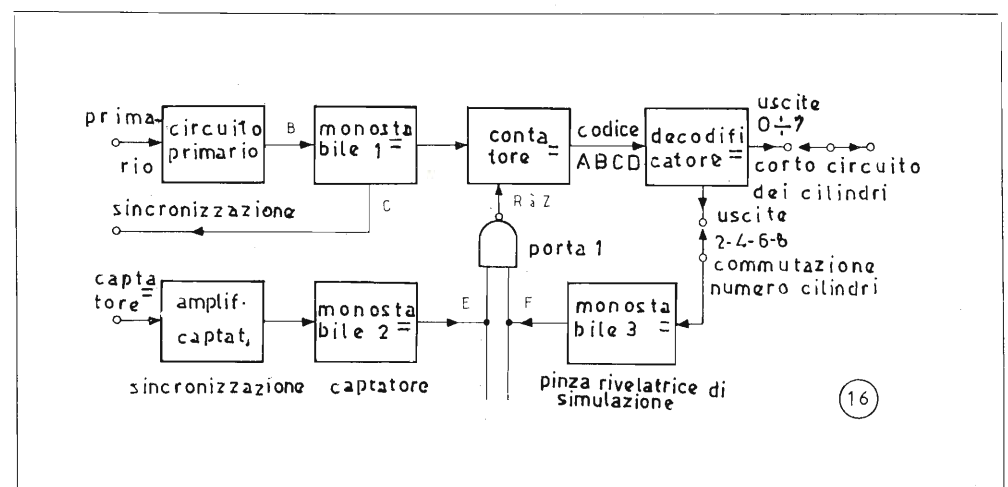 prima-
rio
circuito
primario
B
monosta
bile 1 =
conta
tore =
codice
ABCD
decodifi
catore =
uscite
0÷7
corto circuito
dei cilindri
sincronizzazione
C
R à Z
porta 1
uscite
2-4-6-8
commutazione
numero cilindri
capta
tore =
amplif.
captat.
monosta
bile 2 =
E
F
monosta
bile 3 =
sincronizzazione
captatore
pinza rivelatrice di
simulazione
16